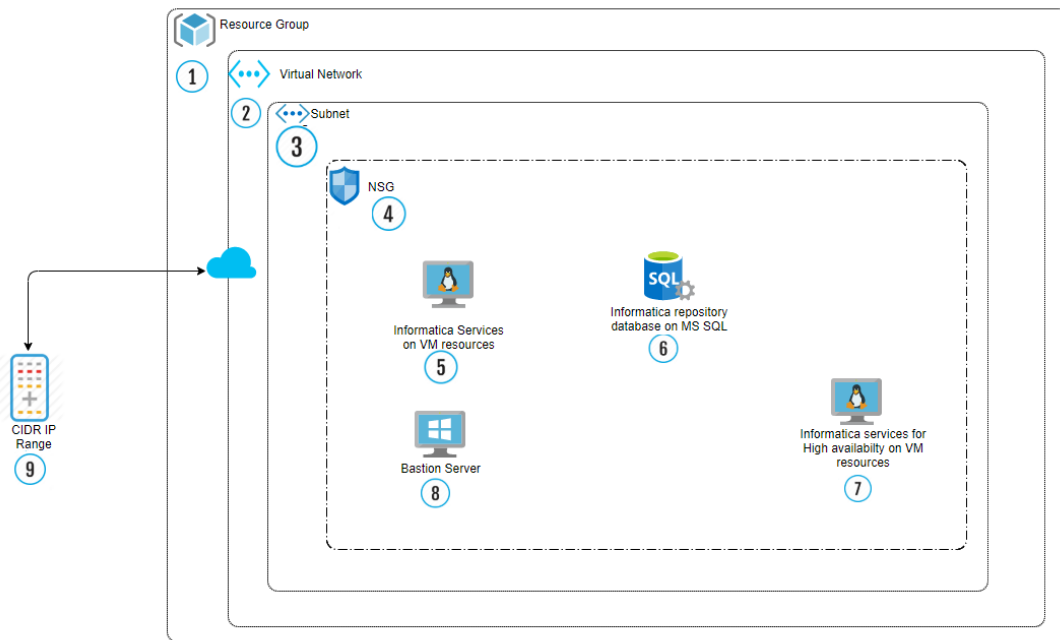 Resource Group
1
Virtual Network
2
Subnet
3
NSG
4
SQL
Informatica Services
on VM resources
5
Informatica repository
database on MS SQL
6
Informatica services for
High availabilty on VM
resources
7
Bastion Server
8
CIDR IP
Range
9